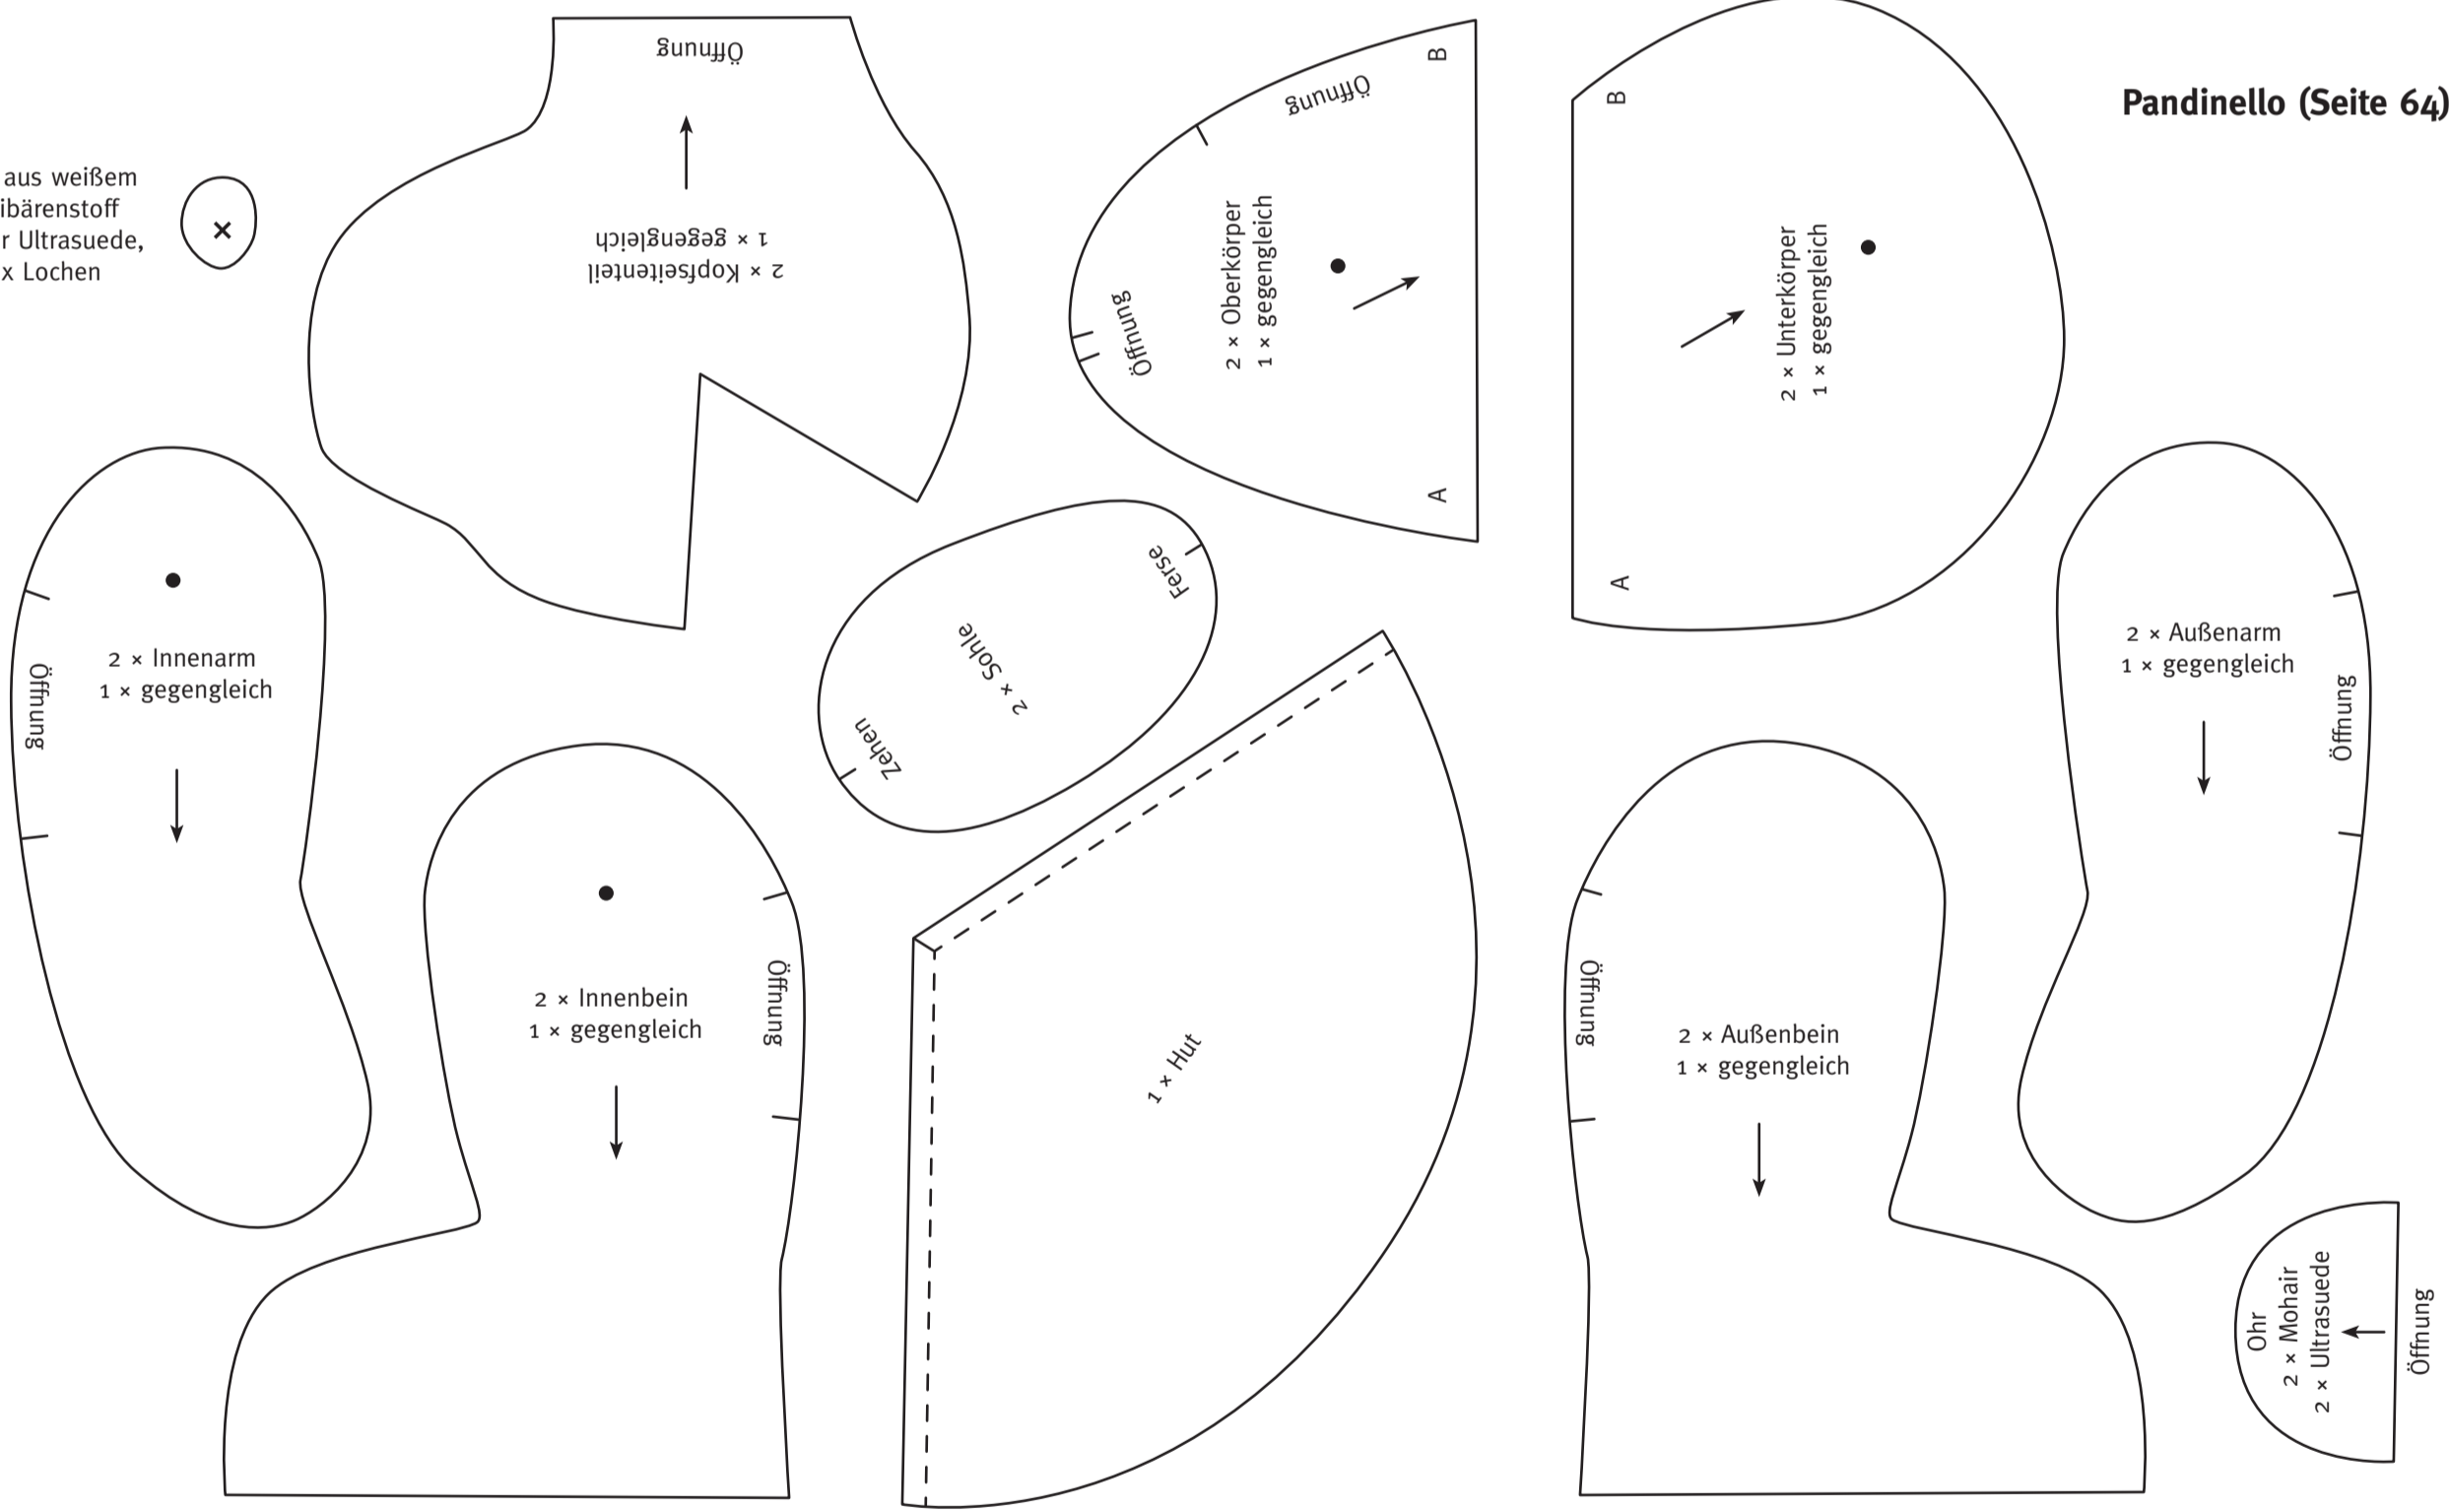 Pandinello (Seite 64)
aus weißem
ibärenstoff
r Ultrasuede,
x Lochen
Öffnung
2 × Kopfseitenteil
1 × gegengleich
Öffnung
B
2 × Oberkörper
1 × gegengleich
Öffnung
A
B
2 × Unterkörper
1 × gegengleich
A
2 × Innenarm
1 × gegengleich
Öffnung
Ferse
2 × Sohle
Zehen
2 × Außenarm
1 × gegengleich
Öffnung
2 × Innenbein
1 × gegengleich
Öffnung
1 × Hut
Öffnung
2 × Außenbein
1 × gegengleich
Ohr
2 × Mohair
2 × Ultrasuede
Öffnung